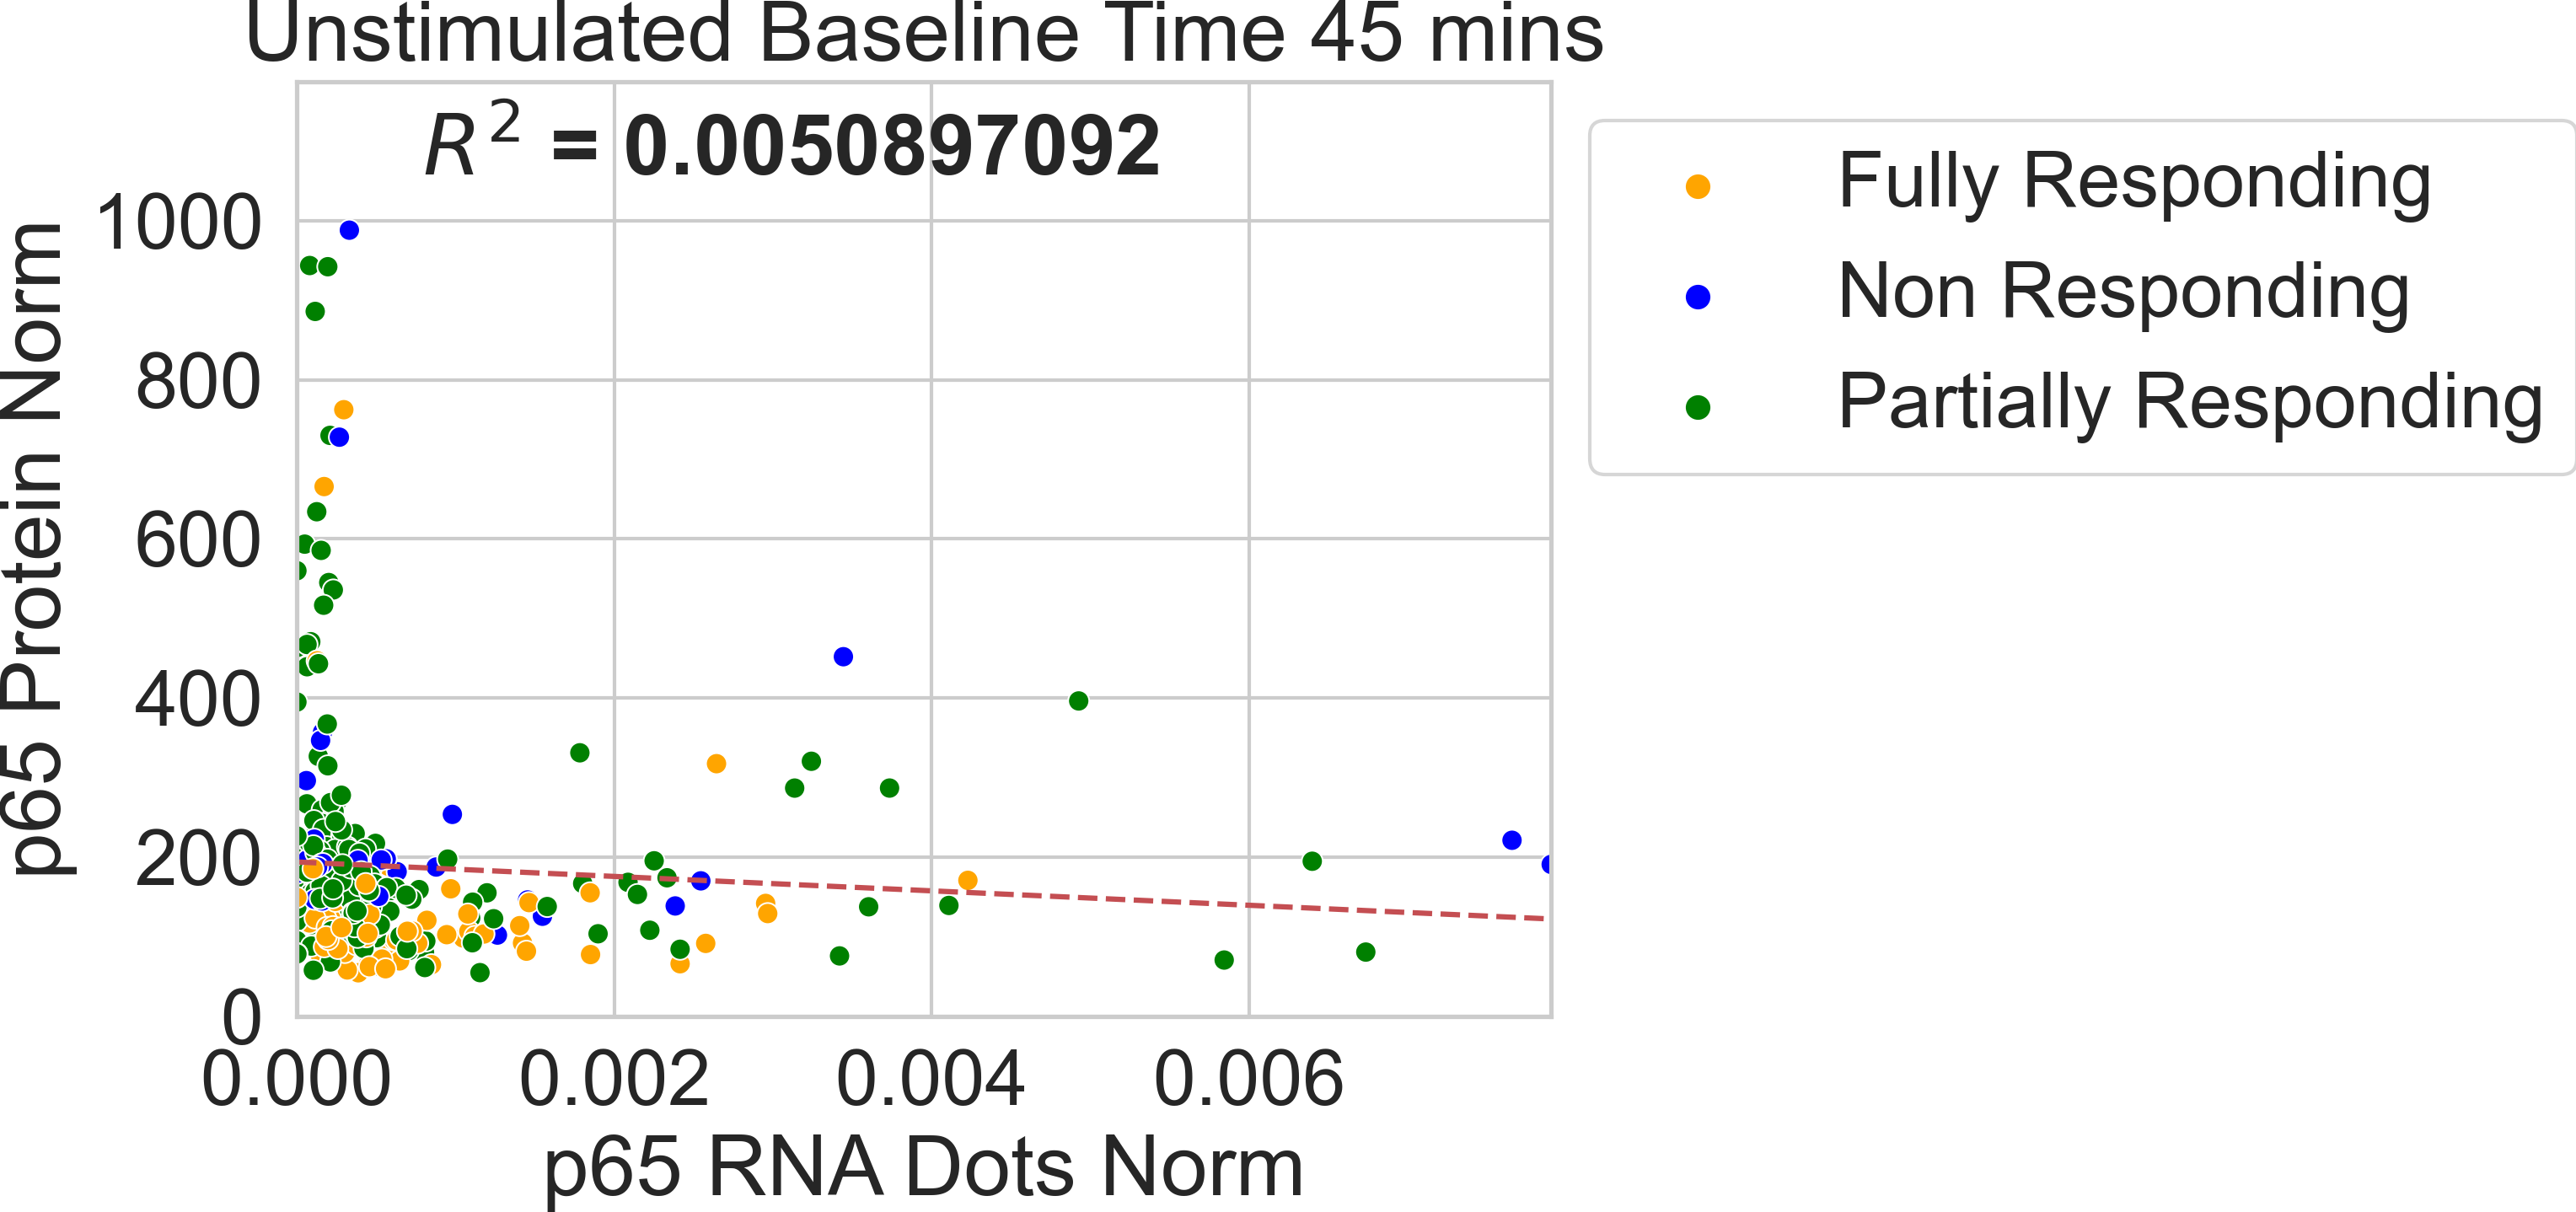 Unstimulated Baseline Time 45 mins
R² = 0.0050897092
p65 Protein Norm
1000
800
600
400
200
0
0.000 0.002 0.004 0.006
p65 RNA Dots Norm
Fully Responding
Non Responding
Partially Responding